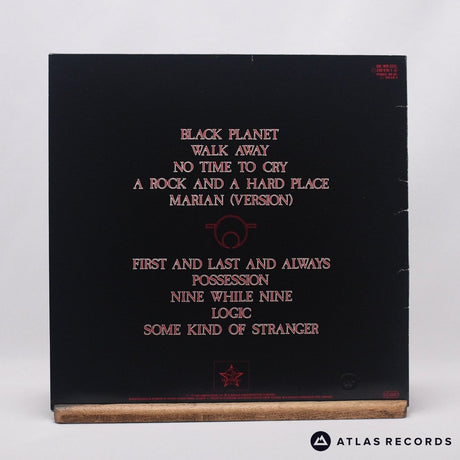 BLACK PLANET
WALK AWAY
NO TIME TO CRY
A ROCK AND A HARD PLACE
MARIAN (VERSION)
FIRST AND LAST AND ALWAYS
POSSESSION
NINE WHILE NINE
LOGIC
SOME KIND OF STRANGER
ATLAS RECORDS